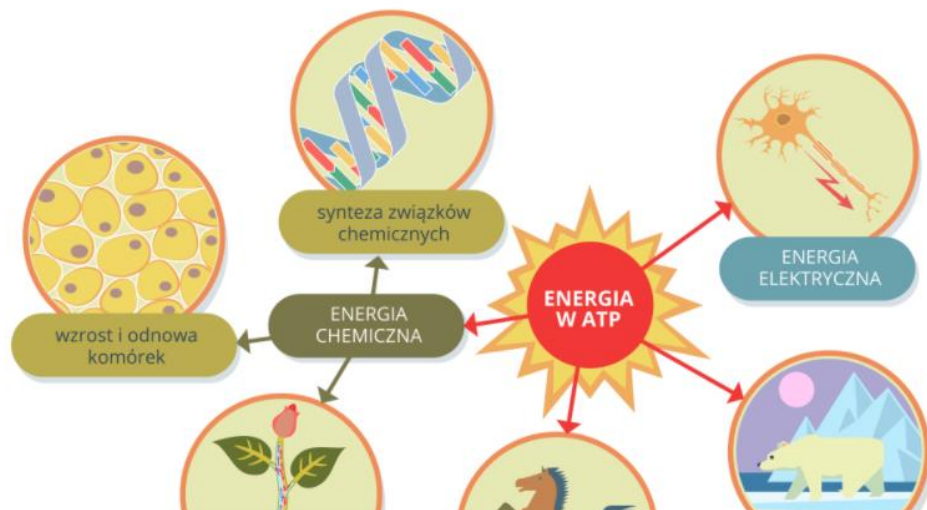 synteza związków
chemicznych
ENERGIA
ELEKTRYCZNA
ENERGIA
W ATP
ENERGIA
CHEMICZNA
wzrost i odnowa
komórek